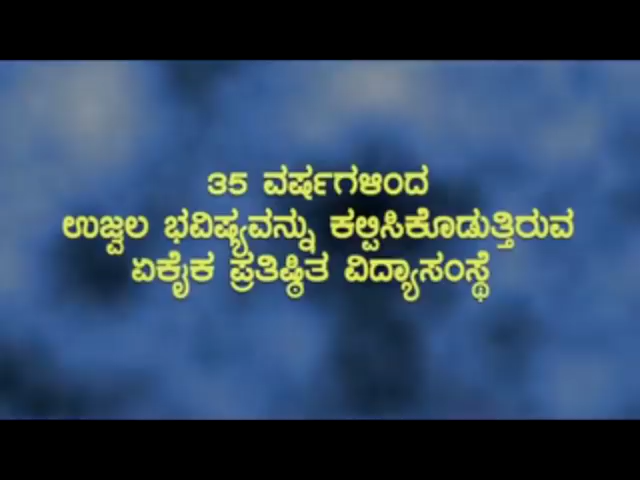 35 ವರ್ಷಗಳಿಂದ
ಉಜ್ವಲ ಭವಿಷ್ಯವನ್ನು ಕಲ್ಪಿಸಿಕೊಡುತ್ತಿರುವ
ಏಕೈಕ ಪ್ರತಿಷ್ಠಿತ ವಿದ್ಯಾಸಂಸ್ಥೆ